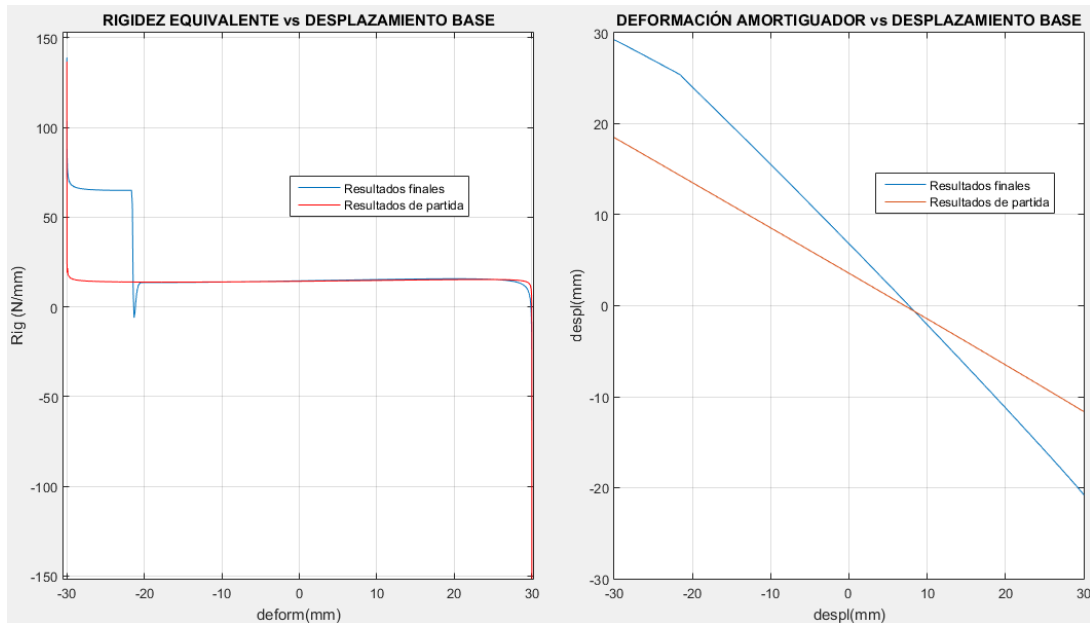 RIGIDEZ EQUIVALENTE vs DESPLAZAMIENTO BASE
150
100
50
0
-50
-100
-150
Rig (N/mm)
-30 -20 -10 0 10 20 30
deform(mm)
Resultados finales
Resultados de partida
DEFORMACIÓN AMORTIGUADOR vs DESPLAZAMIENTO BASE
30
20
10
0
-10
-20
-30
despl(mm)
-30 -20 -10 0 10 20 30
despl(mm)
Resultados finales
Resultados de partida